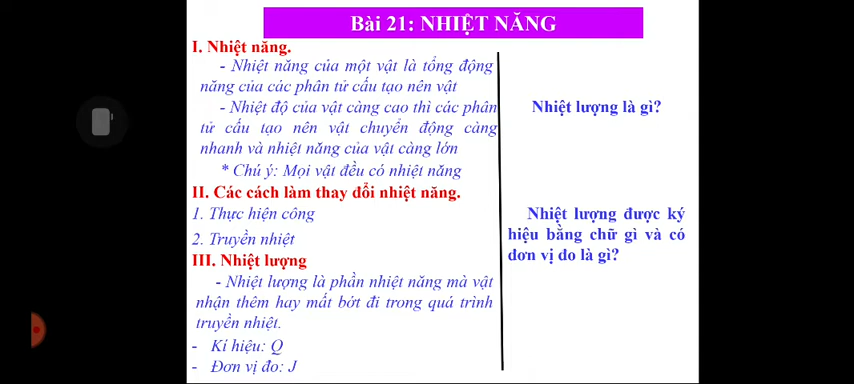 Bài 21: NHIỆT NĂNG
I. Nhiệt năng.
- Nhiệt năng của một vật là tổng động
năng của các phân tử cấu tạo nên vật
- Nhiệt độ của vật càng cao thì các phân
tử cấu tạo nên vật chuyển động càng
nhanh và nhiệt năng của vật càng lớn
* Chú ý: Mọi vật đều có nhiệt năng
II. Các cách làm thay đổi nhiệt năng.
1. Thực hiện công
2. Truyền nhiệt
III. Nhiệt lượng
- Nhiệt lượng là phần nhiệt năng mà vật
nhận thêm hay mất bớt đi trong quá trình
truyền nhiệt.
- Kí hiệu: Q
- Đơn vị đo: J
Nhiệt lượng là gì?
Nhiệt lượng được ký
hiệu bằng chữ gì và có
đơn vị đo là gì?